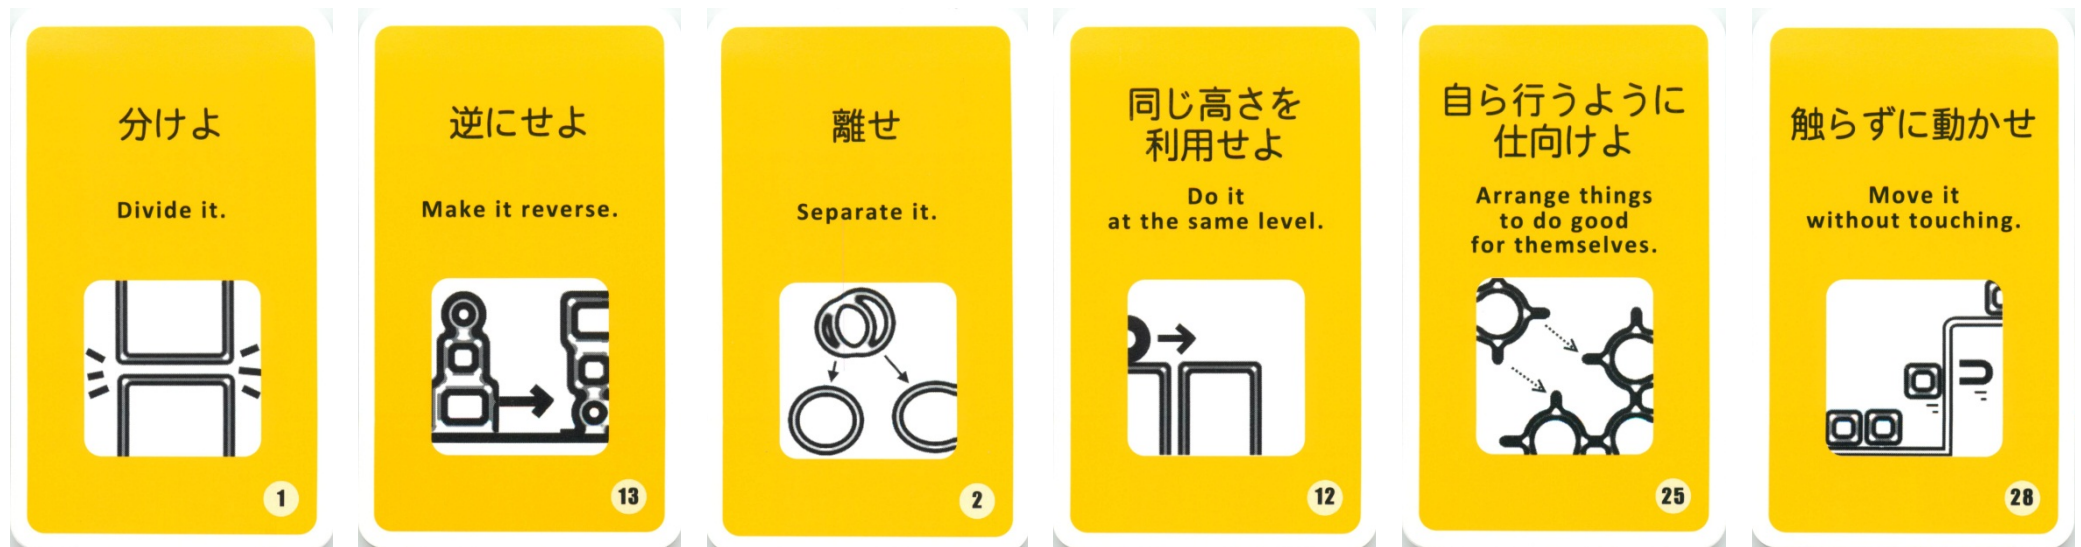 分けよ
Divide it.
1
逆にせよ
Make it reverse.
13
離せ
Separate it.
2
同じ高さを
利用せよ
Do it
at the same level.
12
自ら行うように
仕向けよ
Arrange things
to do good
for themselves.
25
触らずに動かせ
Move it
without touching.
28